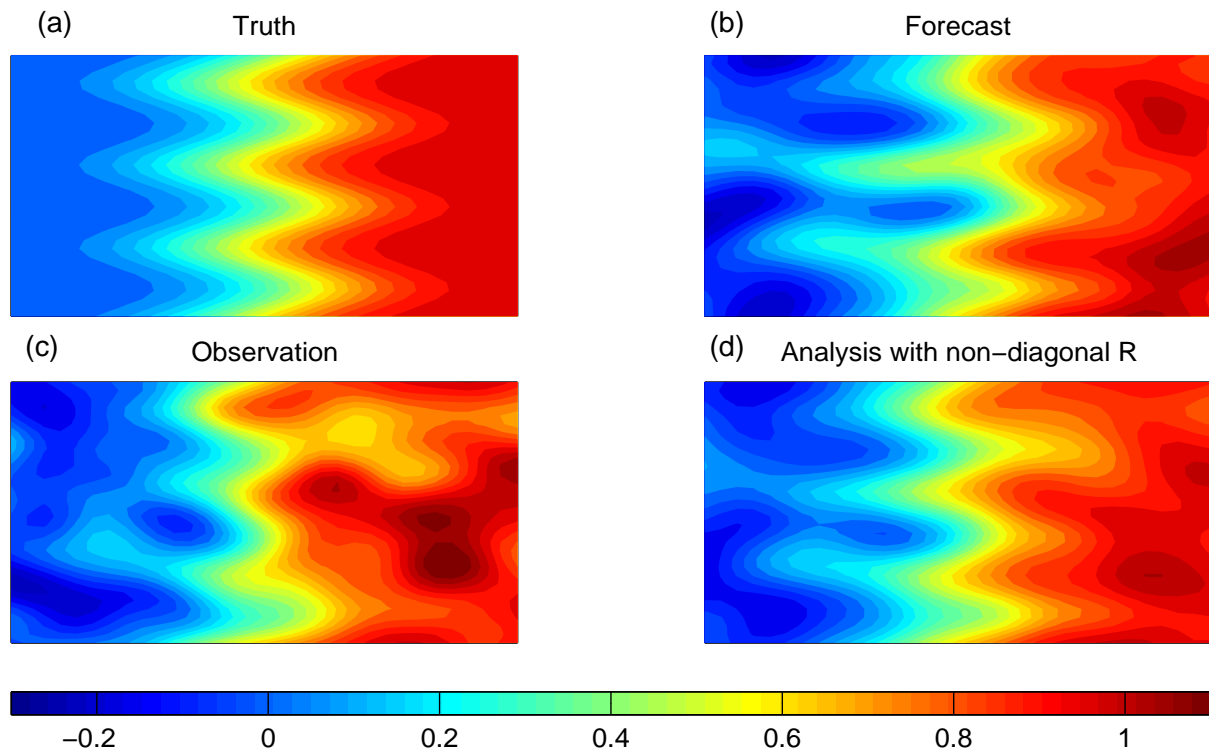 (a) Truth
(b) Forecast
(c) Observation
(d) Analysis with non−diagonal R
−0.2 0 0.2 0.4 0.6 0.8 1